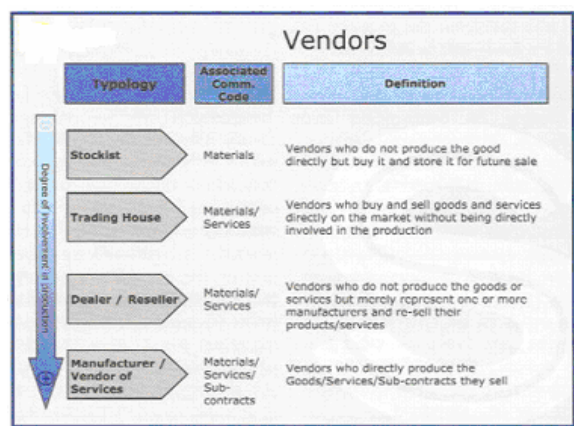 Vendors
Typology
Associated
Comm.
Code
Definition
Degree of involvement in production
Stockist
Materials
Vendors who do not produce the good
directly but buy it and store it for future sale
Trading House
Materials/
Services
Vendors who buy and sell goods and services
directly on the market without being directly
involved in the production
Dealer / Reseller
Materials/
Services
Vendors who do not produce the goods or
services but merely represent one or more
manufacturers and re-sell their
products/services
Manufacturer /
Vendor of
Services
Materials/
Services/
Sub-
contracts
Vendors who directly produce the
Goods/Services/Sub-contracts they sell